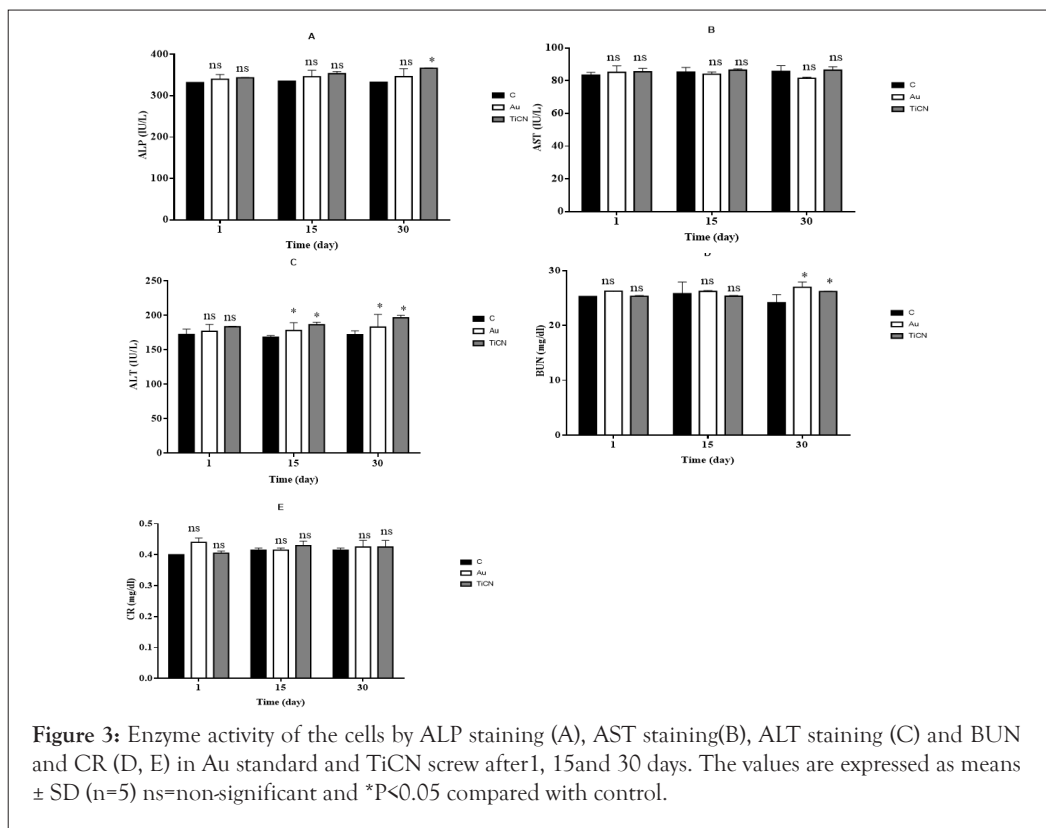 A
ns
ns
ns
ns
ns
*
400
300
200
100
0
ALP (IU/L)
1
15
30
Time (day)
C
Au
TiCN
B
ns
ns
ns
ns
ns
ns
100
80
60
40
20
0
AST (IU/L)
1
15
30
Time (day)
C
Au
TiCN
C
ns
ns
*
*
*
*
250
200
150
100
50
0
ALT (IU/L)
1
15
30
Time (day)
C
Au
TiCN
ns
ns
ns
ns
*
*
30
20
10
0
BUN (mg/dl)
1
15
30
Time (day)
C
Au
TiCN
E
ns
ns
ns
ns
ns
ns
0.5
0.4
0.3
0.2
0.1
0.0
CR (mg/dl)
1
15
30
Time (day)
C
Au
TiCN
Figure 3: Enzyme activity of the cells by ALP staining (A), AST staining(B), ALT staining (C) and BUN
and CR (D, E) in Au standard and TiCN screw after1, 15and 30 days. The values are expressed as means
± SD (n=5) ns=non-significant and *P<0.05 compared with control.